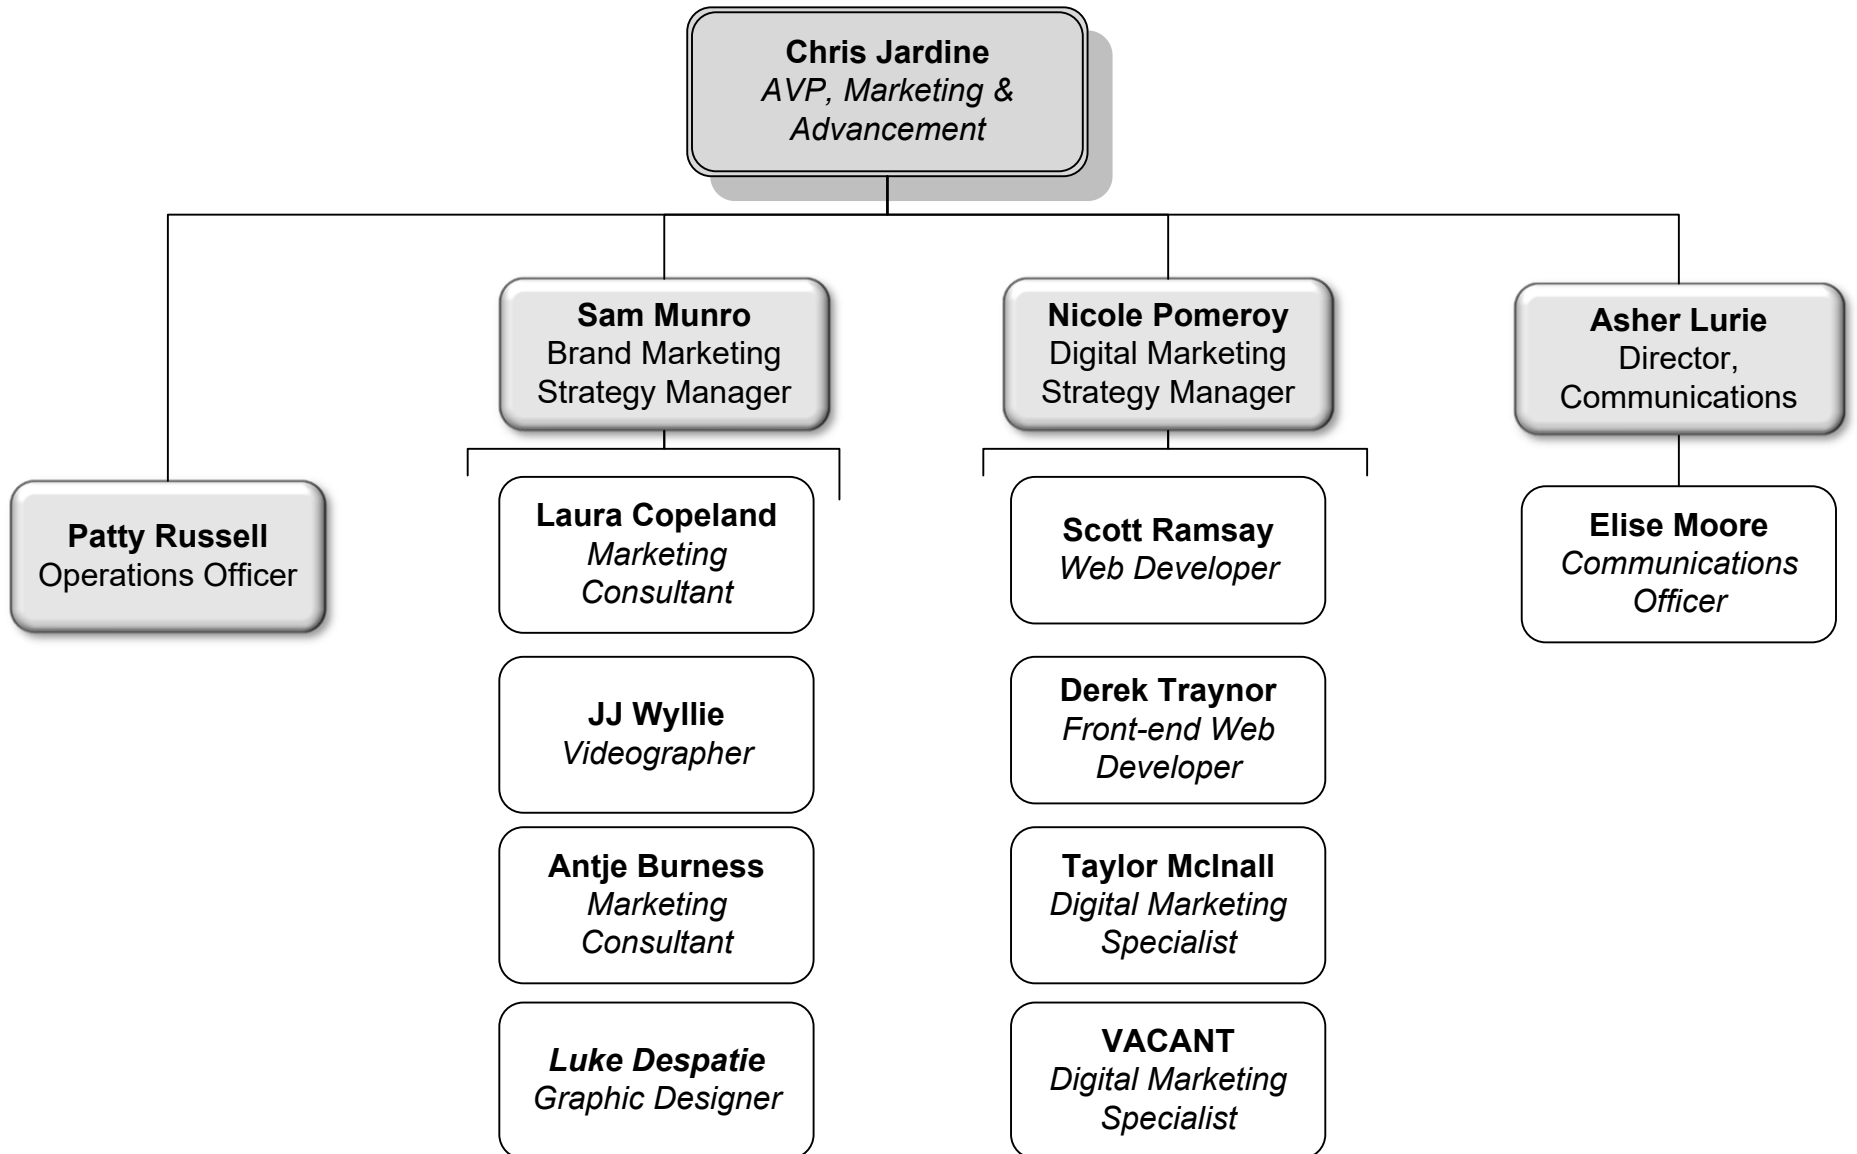 Chris Jardine
AVP, Marketing &
Advancement
Sam Munro
Brand Marketing
Strategy Manager
Nicole Pomeroy
Digital Marketing
Strategy Manager
Asher Lurie
Director,
Communications
Patty Russell
Operations Officer
Laura Copeland
Marketing
Consultant
JJ Wyllie
Videographer
Antje Burness
Marketing
Consultant
Luke Despatie
Graphic Designer
Scott Ramsay
Web Developer
Derek Traynor
Front-end Web
Developer
Taylor McInall
Digital Marketing
Specialist
VACANT
Digital Marketing
Specialist
Elise Moore
Communications
Officer